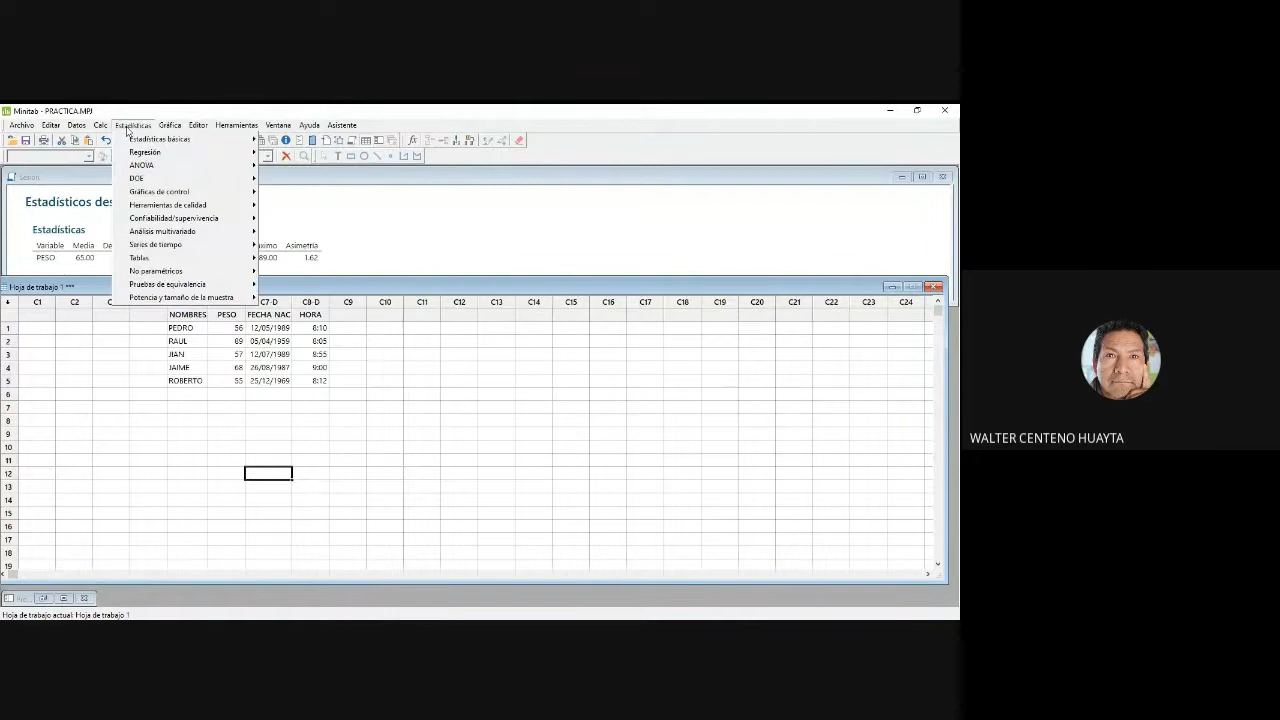 Minitab - PRACTICA.MPJ
Archivo Editar Datos Calc Estadísticas Gráfica Editor Herramientas Ventana Ayuda Asistente
Estadísticas básicas
Regresión
ANOVA
DOE
Gráficas de control
Herramientas de calidad
Confiabilidad/supervivencia
Análisis multivariado
Series de tiempo
Tablas
No paramétricos
Pruebas de equivalencia
Potencia y tamaño de la muestra
Estadísticos des
Estadísticas
Variable Media De ximo Asimetría
PESO 65.00 89.00 1.62
Hoja de trabajo 1 ***
C1 C2 C7-D C8-D C9 C10 C11 C12 C13 C14 C15 C16 C17 C18 C19 C20 C21 C22 C23 C24
NOMBRES PESO FECHA NAC HORA
1 PEDRO 56 12/05/1989 8:10
2 RAUL 89 05/04/1959 8:05
3 JIAN 57 12/07/1989 8:55
4 JAIME 68 26/08/1987 9:00
5 ROBERTO 55 25/12/1969 8:12
6
7
8
9
10
11
12
13
14
15
16
17
18
19
Hoja de trabajo actual: Hoja de trabajo 1
WALTER CENTENO HUAYTA